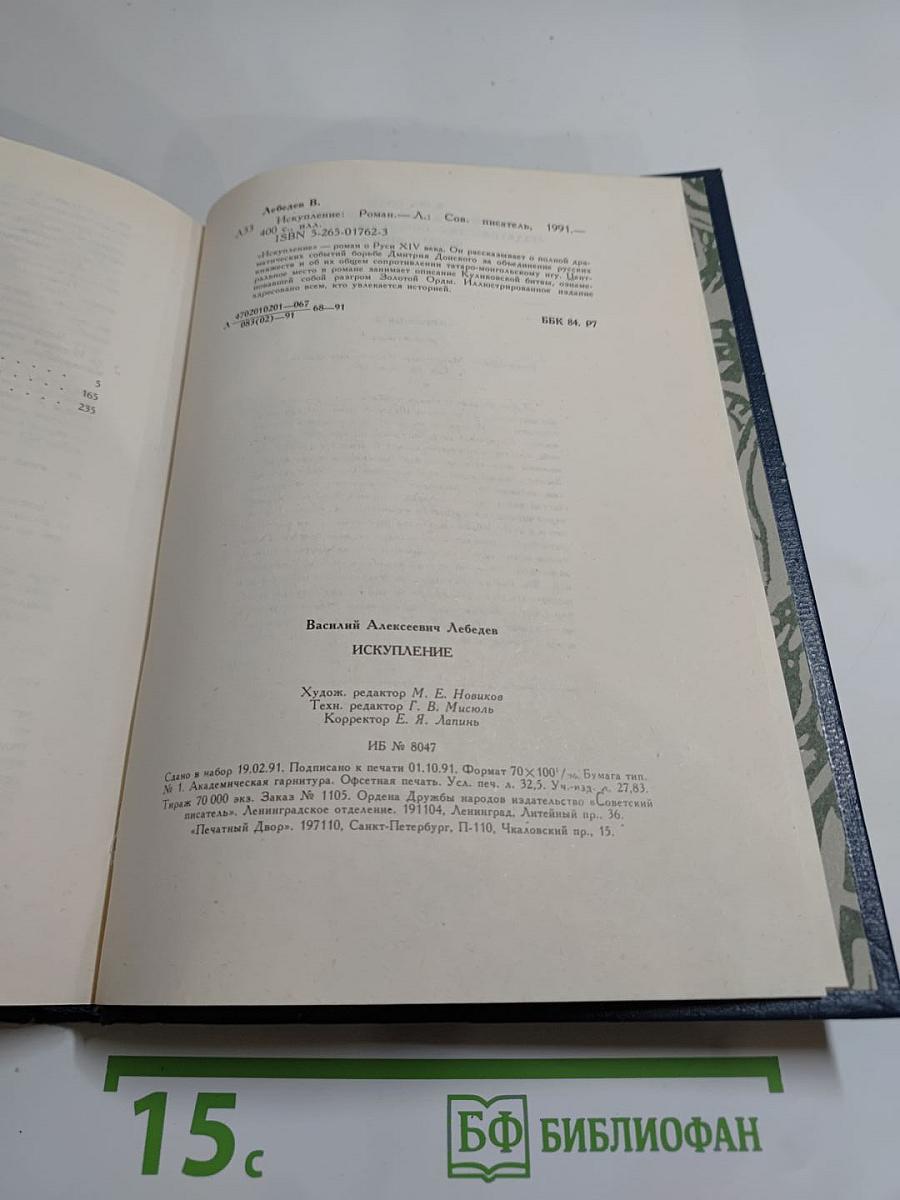 5
165
235
Лебедев В.
Л33 Искупление: Роман.— Л.: Сов. писатель, 1991.—
400 с., илл.
ISBN 5-265-01762-3
«Искупление» — роман о Руси XIV века. Он рассказывает о полной дра-
матических событий борьбе Дмитрия Донского за объединение русских
княжеств и об их общем сопротивлении татаро-монгольскому игу. Цент-
ральное место в романе занимает описание Куликовской битвы, ознаме-
новавшей собой разгром Золотой Орды. Иллюстрированное издание
адресовано всем, кто увлекается историей.
Л 4702010201—067
083(02)—91 68—91
ББК 84. Р7
Василий Алексеевич Лебедев
ИСКУПЛЕНИЕ
Худож. редактор М. Е. Новиков
Техн. редактор Г. В. Мисюль
Корректор Е. Я. Лапинь
ИБ № 8047
Сдано в набор 19.02.91. Подписано к печати 01.10.91. Формат 70×100¹/₁₆. Бумага тип.
№ 1. Академическая гарнитура. Офсетная печать. Усл. печ. л. 32,5. Уч.-изд. л. 27,83.
Тираж 70 000 экз. Заказ № 1105. Ордена Дружбы народов издательство «Советский
писатель». Ленинградское отделение. 191104, Ленинград, Литейный пр., 36.
«Печатный Двор». 197110, Санкт-Петербург, П-110, Чкаловский пр., 15.
15 с
БФ БИБЛИОФАН